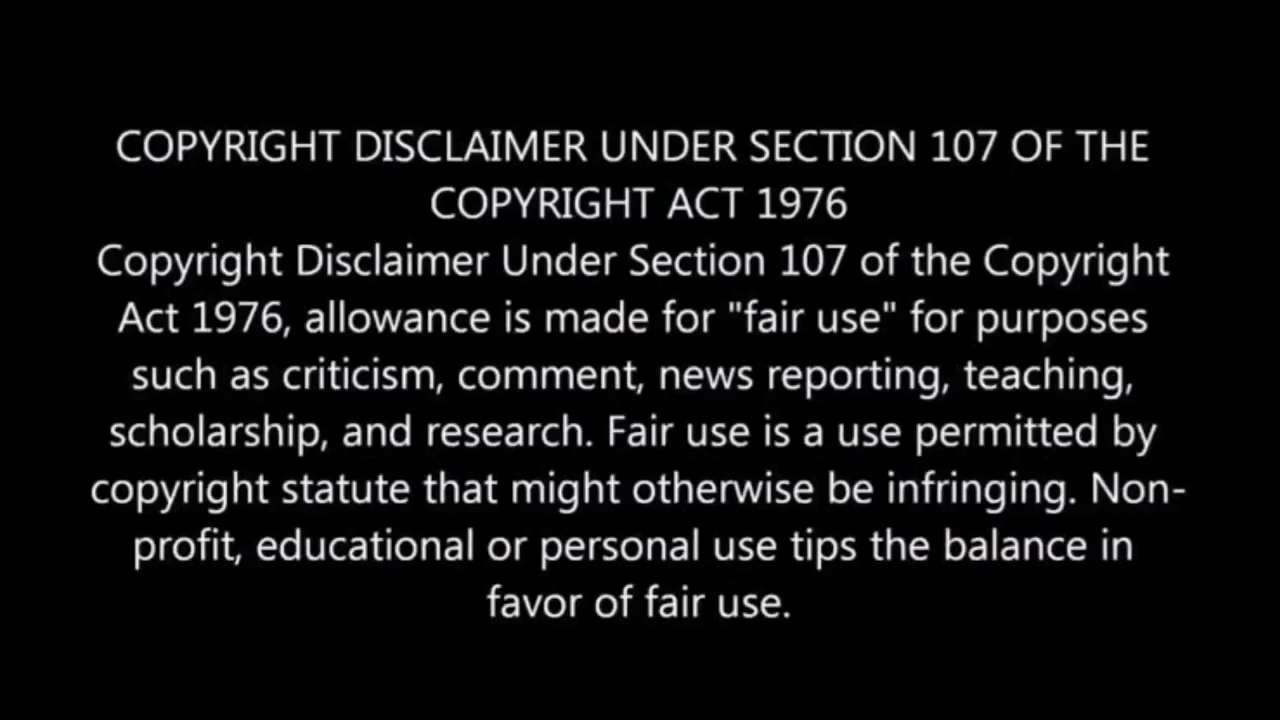 COPYRIGHT DISCLAIMER UNDER SECTION 107 OF THE
COPYRIGHT ACT 1976
Copyright Disclaimer Under Section 107 of the Copyright
Act 1976, allowance is made for "fair use" for purposes
such as criticism, comment, news reporting, teaching,
scholarship, and research. Fair use is a use permitted by
copyright statute that might otherwise be infringing. Non-
profit, educational or personal use tips the balance in
favor of fair use.